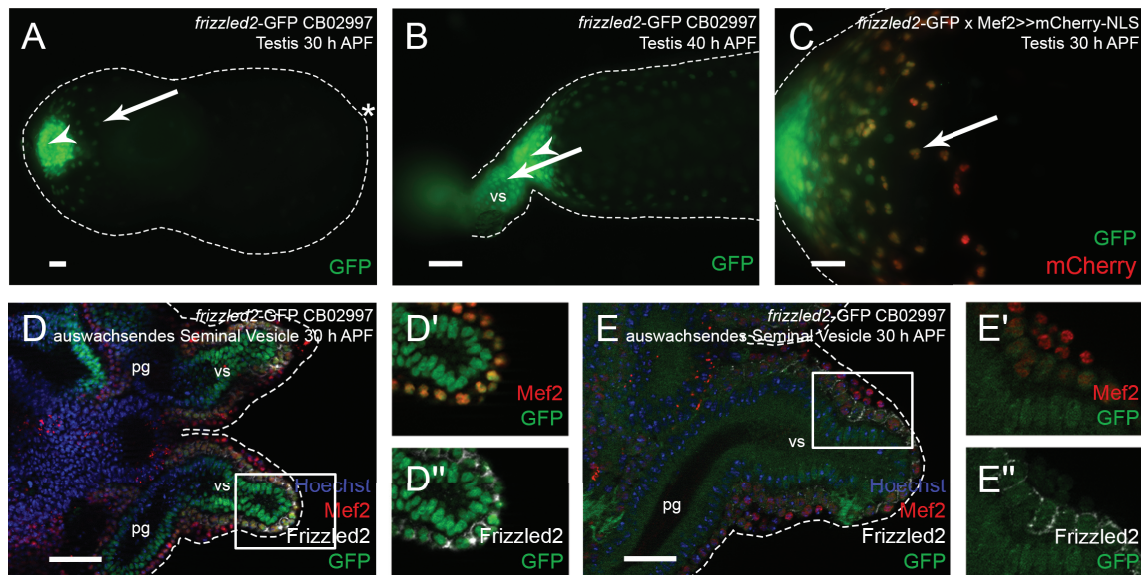 A
frizzled2-GFP CB02997
Testis 30 h APF
*
GFP
B
frizzled2-GFP CB02997
Testis 40 h APF
vs
GFP
C
frizzled2-GFP x Mef2>>mCherry-NLS
Testis 30 h APF
GFP
mCherry
D
frizzled2-GFP CB02997
auswachsendes Seminal Vesicle 30 h APF
pg
vs
vs
pg
Hoechst
Mef2
Frizzled2
GFP
D'
Mef2
GFP
D''
Frizzled2
GFP
E
frizzled2-GFP CB02997
auswachsendes Seminal Vesicle 30 h APF
vs
pg
Hoechst
Mef2
Frizzled2
GFP
E'
Mef2
GFP
E''
Frizzled2
GFP